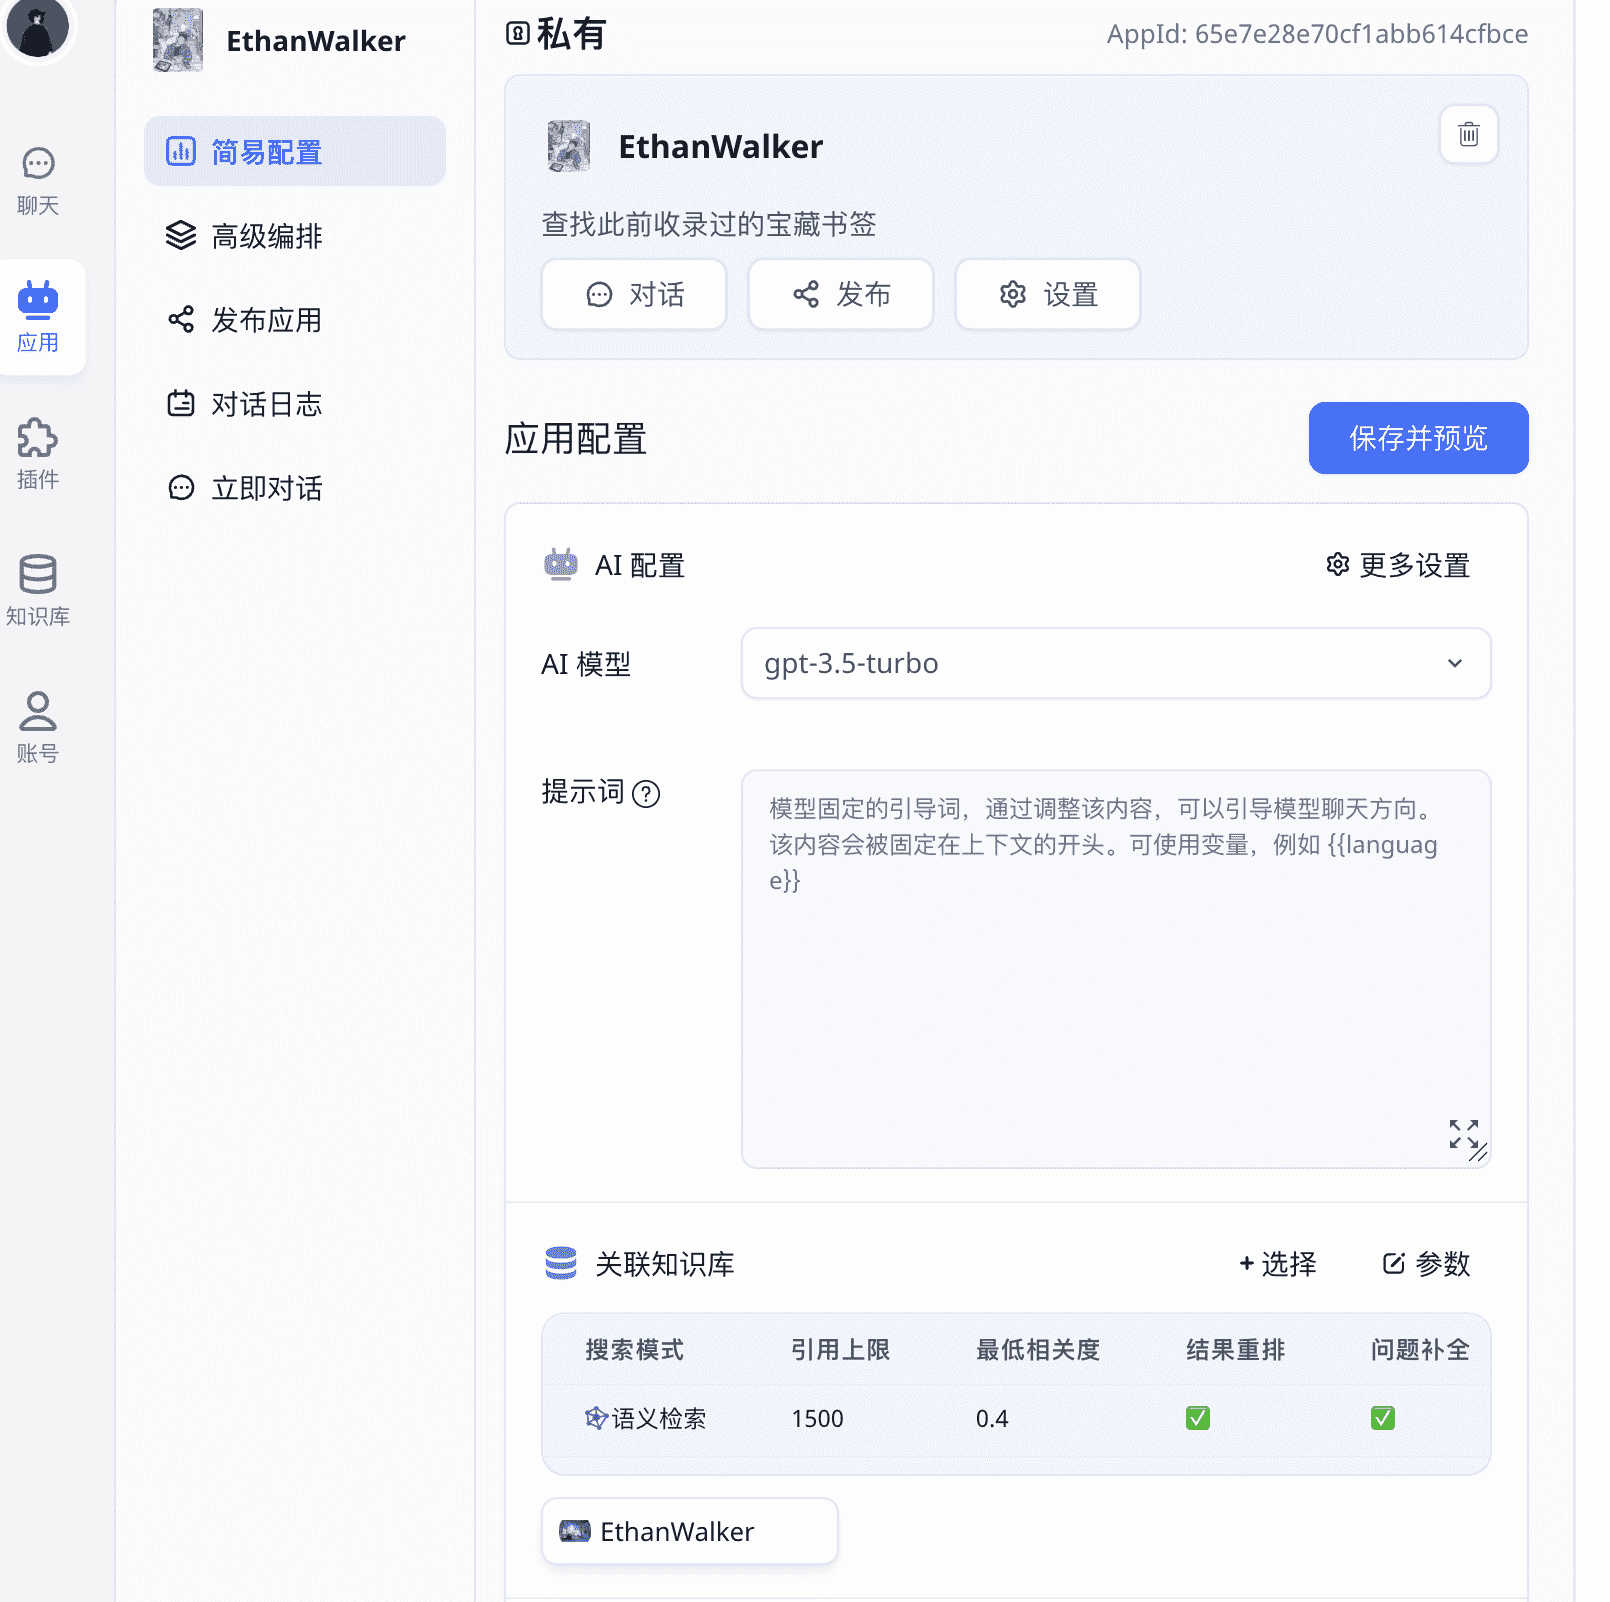 聊天
应用
插件
知识库
账号
EthanWalker
简易配置
高级编排
发布应用
对话日志
立即对话
私有
AppId: 65e7e28e70cf1abb614cfbce
EthanWalker
查找此前收录过的宝藏书签
对话
发布
设置
应用配置
保存并预览
AI 配置
更多设置
AI 模型
gpt-3.5-turbo
提示词
模型固定的引导词，通过调整该内容，可以引导模型聊天方向。
该内容会被固定在上下文的开头。可使用变量，例如 {{languag
e}}
关联知识库
+ 选择
参数
搜索模式 引用上限 最低相关度 结果重排 问题补全
语义检索 1500 0.4 ✅ ✅
EthanWalker